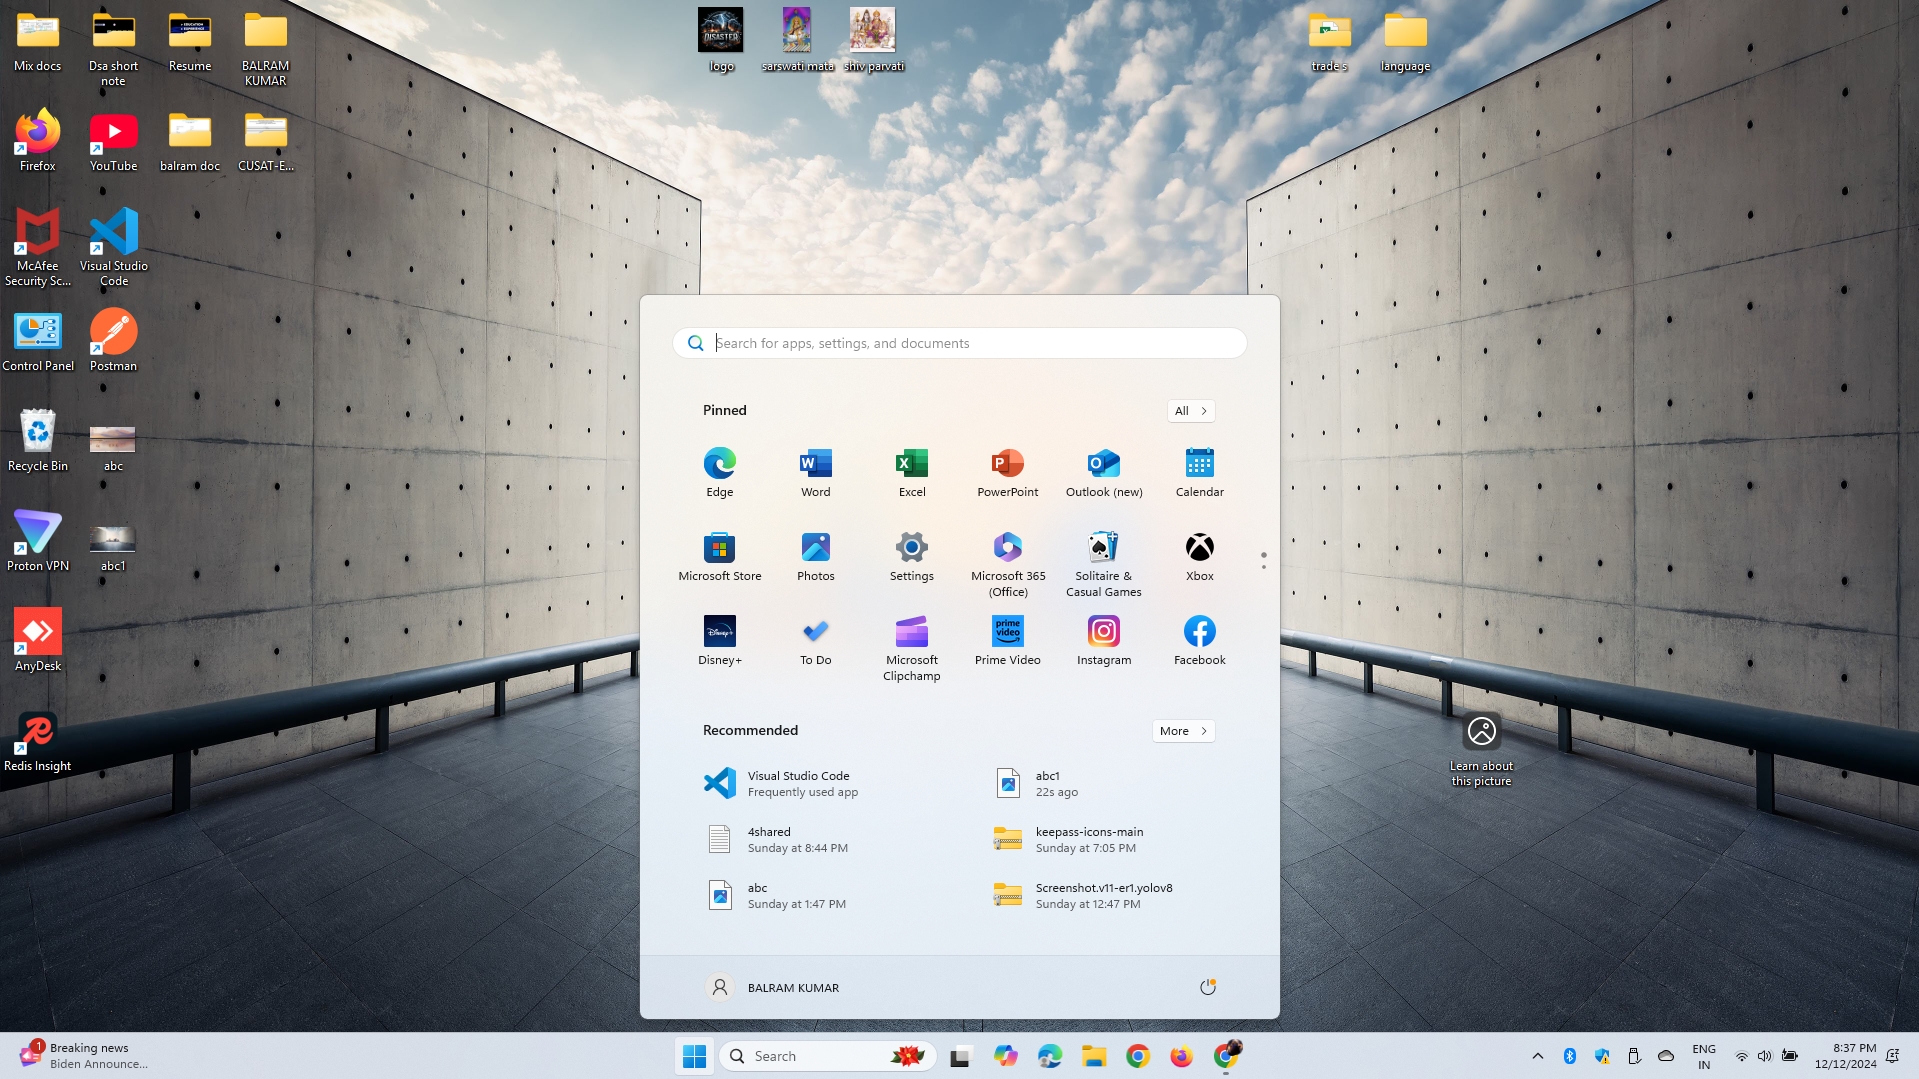 Mix docs
Dsa short
note
Resume
BALRAM
KUMAR
Firefox
YouTube
balram doc
CUSAT-E...
McAfee
Security Sc...
Visual Studio
Code
Control Panel
Postman
Recycle Bin
abc
Proton VPN
abc1
AnyDesk
Redis Insight
DISASTER
logo
sarswati mata
shiv parvati
trade s
language
Learn about
this picture
Search for apps, settings, and documents
Pinned
All
Edge
Word
Excel
PowerPoint
Outlook (new)
Calendar
Microsoft Store
Photos
Settings
Microsoft 365
(Office)
Solitaire &
Casual Games
Xbox
Disney+
To Do
Microsoft
Clipchamp
prime
video
Prime Video
Instagram
Facebook
Recommended
More
Visual Studio Code
Frequently used app
abc1
22s ago
4shared
Sunday at 8:44 PM
keepass-icons-main
Sunday at 7:05 PM
abc
Sunday at 1:47 PM
Screenshot.v11-er1.yolov8
Sunday at 12:47 PM
BALRAM KUMAR
1
Breaking news
Biden Announce...
Search
ENG
IN
8:37 PM
12/12/2024